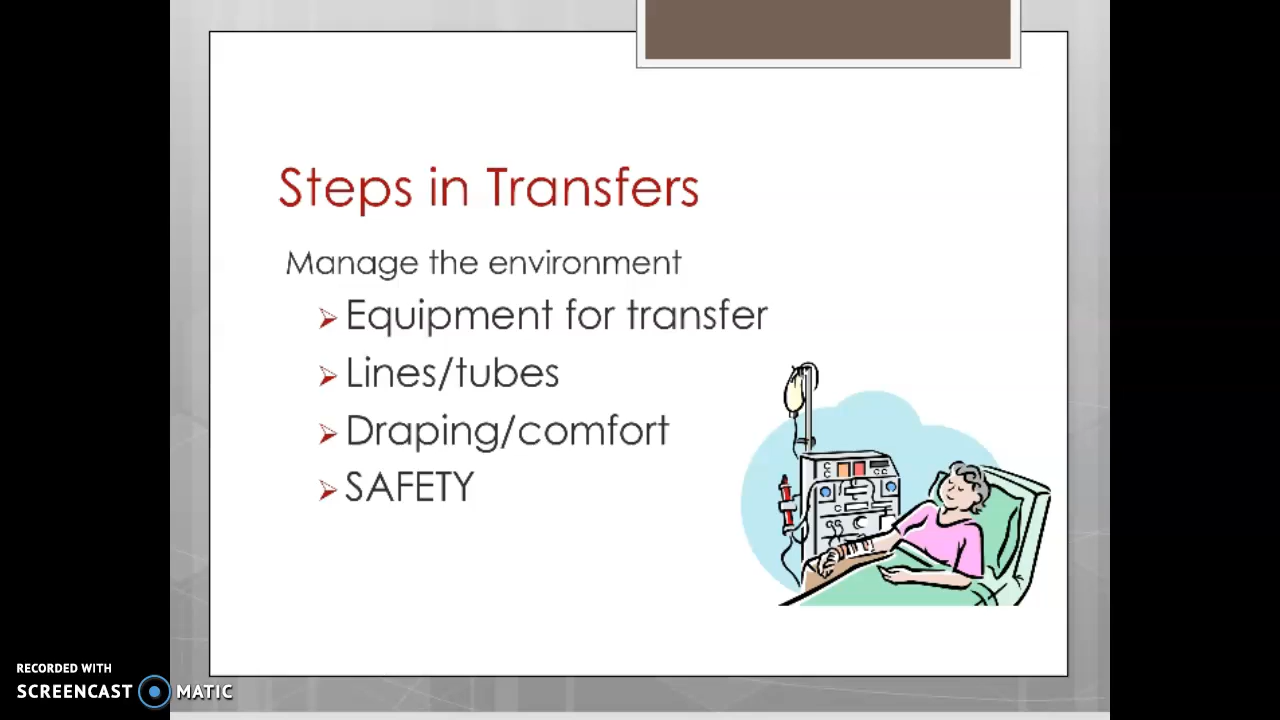 Steps in Transfers
Manage the environment
Equipment for transfer
Lines/tubes
Draping/comfort
SAFETY
RECORDED WITH
SCREENCAST MATIC